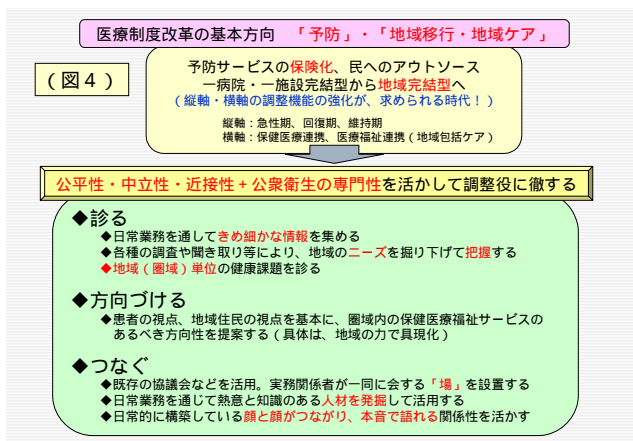 医療制度改革の基本方向　「予防」・「地域移行・地域ケア」
（図４）
予防サービスの保険化、民へのアウトソース
一病院・一施設完結型から地域完結型へ
（縦軸・横軸の調整機能の強化が、求められる時代！）
縦軸：急性期、回復期、維持期
横軸：保健医療連携、医療福祉連携（地域包括ケア）
公平性・中立性・近接性＋公衆衛生の専門性を活かして調整役に徹する
◆診る
◆日常業務を通してきめ細かな情報を集める
◆各種の調査や聞き取り等により、地域のニーズを掘り下げて把握する
◆地域（圏域）単位の健康課題を診る
◆方向づける
◆患者の視点、地域住民の視点を基本に、圏域内の保健医療福祉サービスの
あるべき方向性を提案する（具体は、地域の力で具現化）
◆つなぐ
◆既存の協議会などを活用。実務関係者が一同に会する「場」を設置する
◆日常業務を通じて熱意と知識のある人材を発掘して活用する
◆日常的に構築している顔と顔がつながり、本音で語れる関係性を活かす